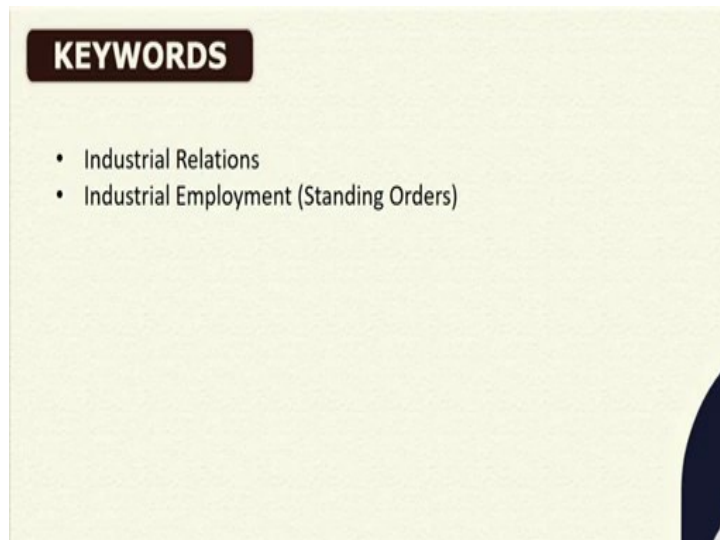 KEYWORDS
• Industrial Relations
• Industrial Employment (Standing Orders)